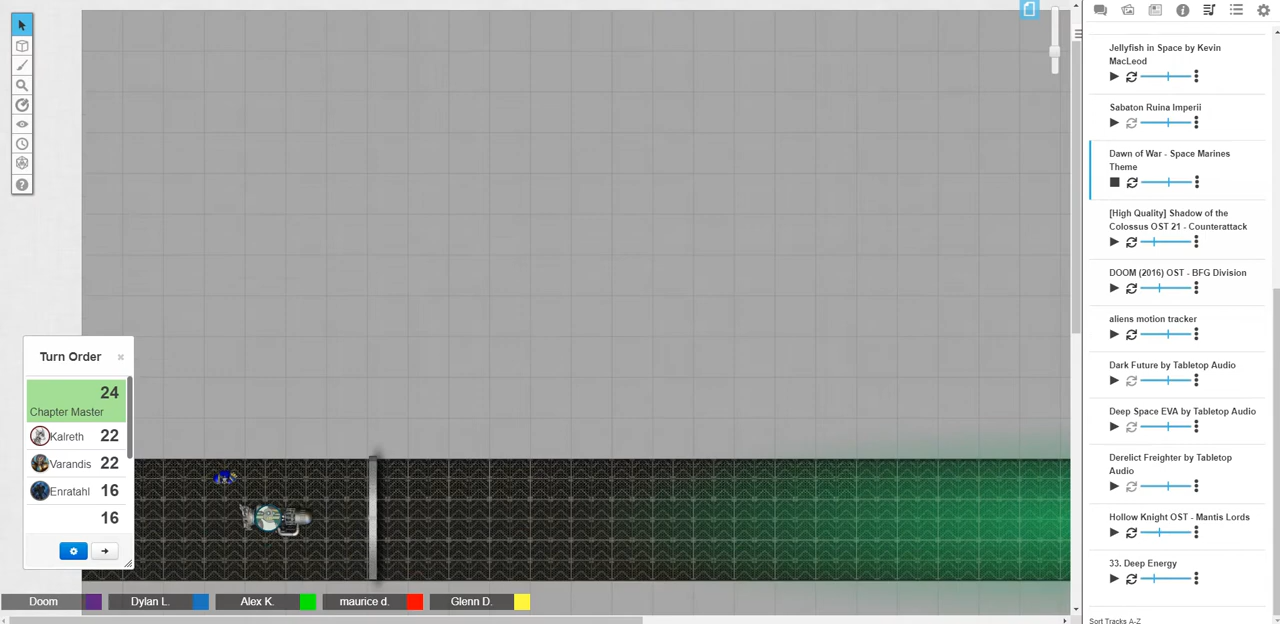 Jellyfish in Space by Kevin
MacLeod
Sabaton Ruina Imperii
Dawn of War - Space Marines
Theme
[High Quality] Shadow of the
Colossus OST 21 - Counterattack
DOOM (2016) OST - BFG Division
aliens motion tracker
Dark Future by Tabletop Audio
Deep Space EVA by Tabletop Audio
Derelict Freighter by Tabletop
Audio
Hollow Knight OST - Mantis Lords
33. Deep Energy
Sort Tracks A-Z
Turn Order ×
24
Chapter Master
Kalreth 22
Varandis 22
Enratahl 16
16
Doom
Dylan L.
Alex K.
maurice d.
Glenn D.